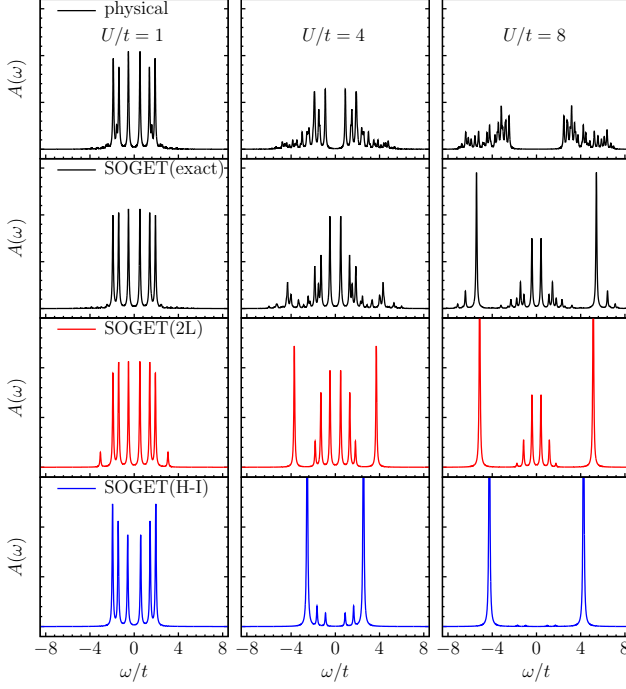 physical
U/t = 1
U/t = 4
U/t = 8
A(ω)
SOGET(exact)
A(ω)
SOGET(2L)
A(ω)
SOGET(H-I)
A(ω)
−8 −4 0 4 8 −8 −4 0 4 8 −8 −4 0 4 8
ω/t ω/t ω/t